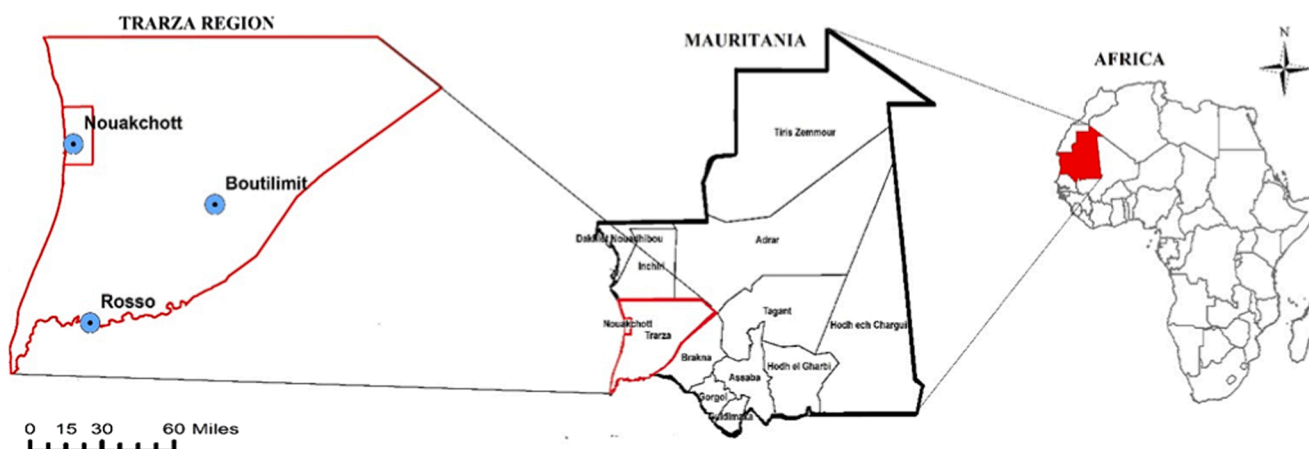 TRARZA REGION
Nouakchott
Boutilimit
Rosso
0 15 30 60 Miles
MAURITANIA
Tiris Zemmour
Dakhlet Nouadhibou
Inchiri
Adrar
Nouakchott
Trarza
Tagant
Hodh ech Chargui
Brakna
Assaba
Hodh el Gharbi
Gorgol
Guidimaka
AFRICA
N